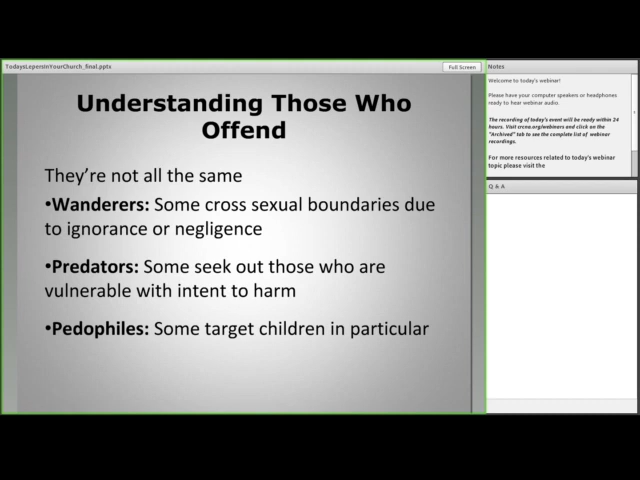 TodaysLepersInYourChurch_final.pptx
Full Screen
Understanding Those Who
Offend
They're not all the same
•Wanderers: Some cross sexual boundaries due
to ignorance or negligence
•Predators: Some seek out those who are
vulnerable with intent to harm
•Pedophiles: Some target children in particular
Notes
Welcome to today's webinar!
Please have your computer speakers or headphones
ready to hear webinar audio.
The recording of today's event will be ready within 24
hours. Visit crcna.org/webinars and click on the
"Archived" tab to see the complete list of webinar
recordings.
For more resources related to today's webinar
topic please visit the
Q & A